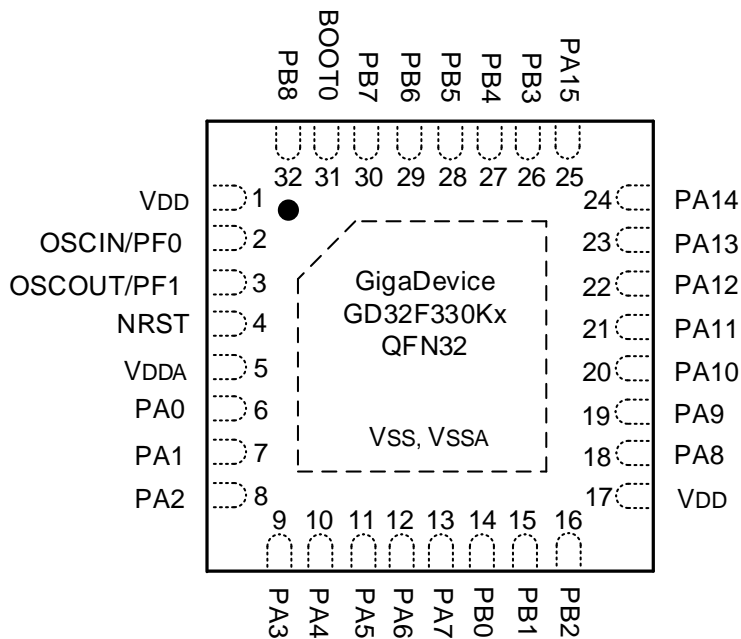 PB8
BOOT0
PB7
PB6
PB5
PB4
PB3
PA15
32
31
30
29
28
27
26
25
VDD
1
OSCIN/PF0
2
OSCOUT/PF1
3
NRST
4
VDDA
5
PA0
6
PA1
7
PA2
8
GigaDevice
GD32F330Kx
QFN32
VSS, VSSA
24
PA14
23
PA13
22
PA12
21
PA11
20
PA10
19
PA9
18
PA8
17
VDD
9
10
11
12
13
14
15
16
PA3
PA4
PA5
PA6
PA7
PB0
PB1
PB2